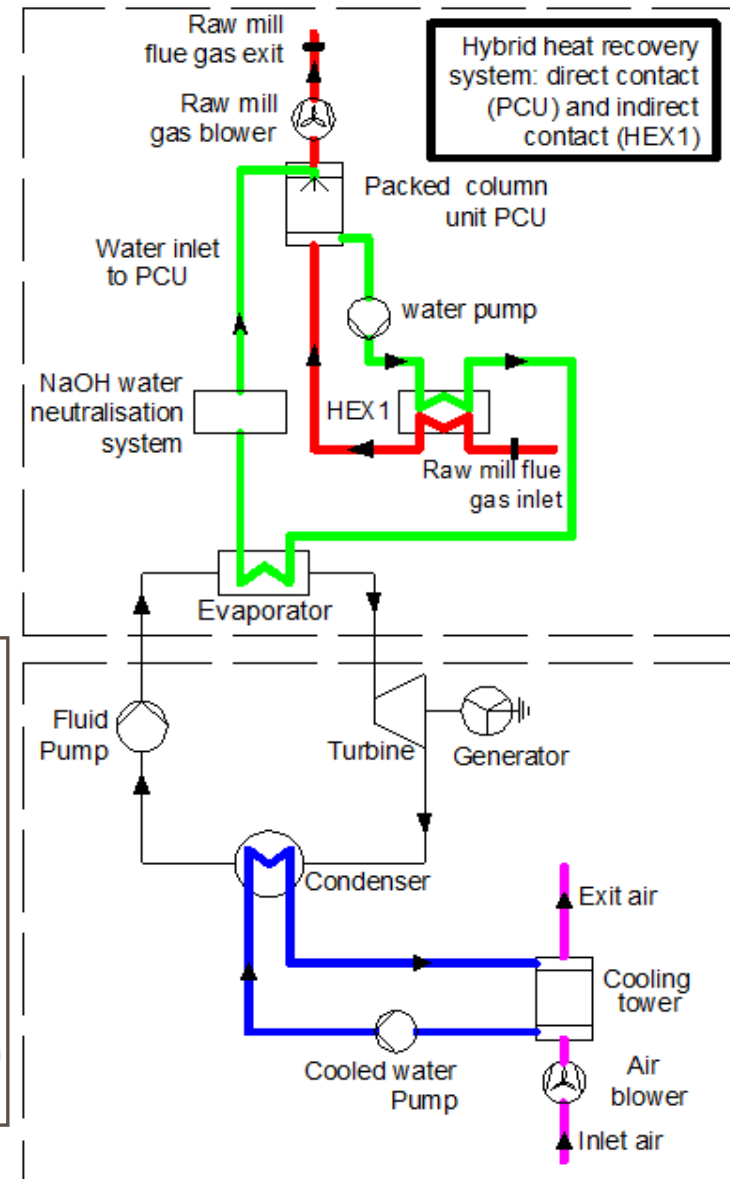 Raw mill
flue gas exit
Hybrid heat recovery
system: direct contact
(PCU) and indirect
contact (HEX1)
Raw mill
gas blower
Packed column
unit PCU
Water inlet
to PCU
water pump
NaOH water
neutralisation
system
HEX1
Raw mill flue
gas inlet
Evaporator
Fluid
Pump
Turbine
Generator
Condenser
Exit air
Cooling
tower
Cooled water
Pump
Air
blower
Inlet air